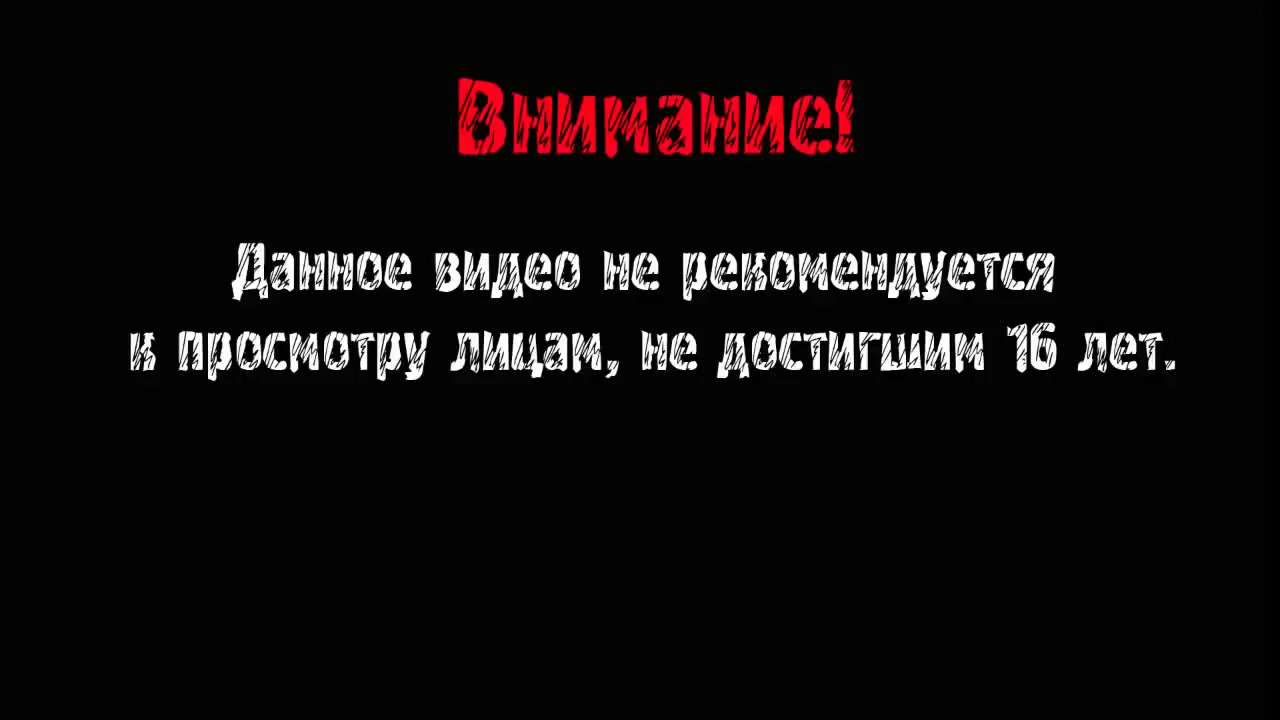 Внимание!
Данное видео не рекомендуется
к просмотру лицам, не достигшим 16 лет.